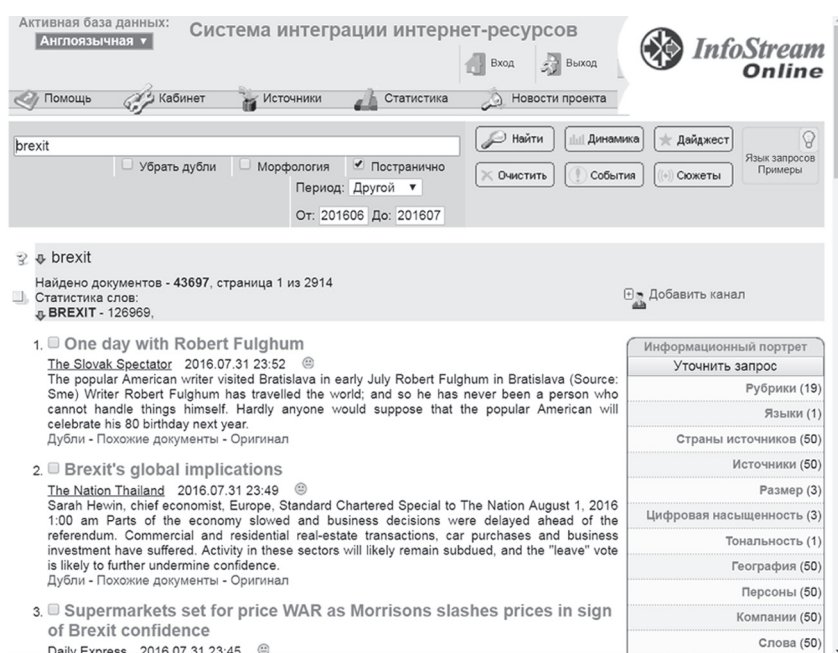 Активная база данных:
Англоязычная ▼
Система интеграции интернет-ресурсов
Вход
Выход
InfoStream
Online
Помощь
Кабинет
Источники
Статистика
Новости проекта
brexit
Убрать дубли
Морфология
Постранично
Период: Другой ▼
От: 201606 До: 201607
Найти
Динамика
Дайджест
Очистить
События
Сюжеты
Язык запросов
Примеры
brexit
Найдено документов - 43697, страница 1 из 2914
Статистика слов:
BREXIT - 126969,
Добавить канал
1. One day with Robert Fulghum
The Slovak Spectator 2016.07.31 23:52
The popular American writer visited Bratislava in early July Robert Fulghum in Bratislava (Source:
Sme) Writer Robert Fulghum has travelled the world; and so he has never been a person who
cannot handle things himself. Hardly anyone would suppose that the popular American will
celebrate his 80 birthday next year.
Дубли - Похожие документы - Оригинал
2. Brexit's global implications
The Nation Thailand 2016.07.31 23:49
Sarah Hewin, chief economist, Europe, Standard Chartered Special to The Nation August 1, 2016
1:00 am Parts of the economy slowed and business decisions were delayed ahead of the
referendum. Commercial and residential real-estate transactions, car purchases and business
investment have suffered. Activity in these sectors will likely remain subdued, and the "leave" vote
is likely to further undermine confidence.
Дубли - Похожие документы - Оригинал
3. Supermarkets set for price WAR as Morrisons slashes prices in sign
of Brexit confidence
Daily Express 2016.07.31 23:45
Информационный портрет
Уточнить запрос
Рубрики (19)
Языки (1)
Страны источников (50)
Источники (50)
Размер (3)
Цифровая насыщенность (3)
Тональность (1)
География (50)
Персоны (50)
Компании (50)
Слова (50)